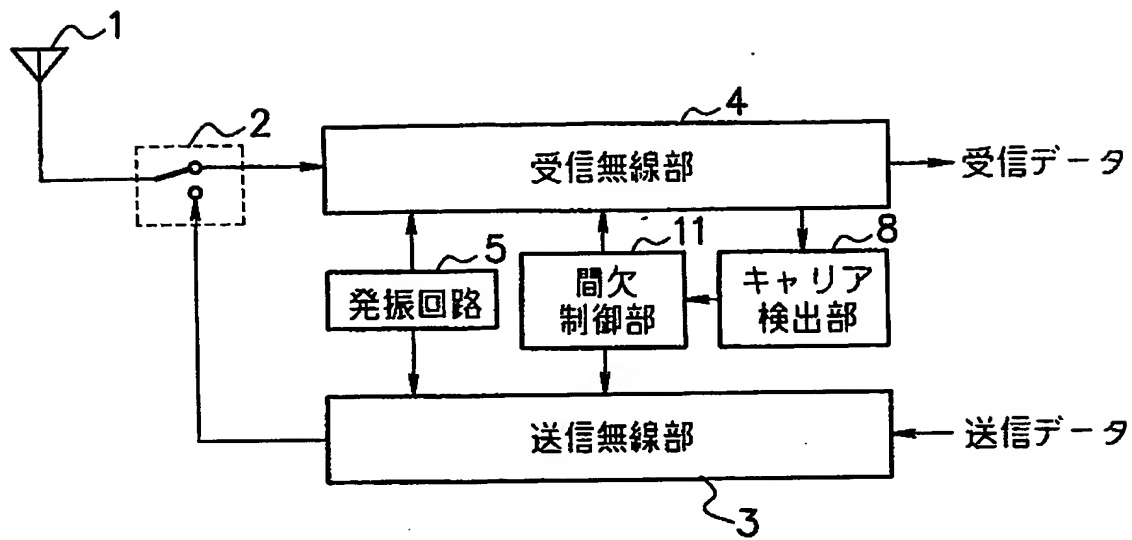 1
2
4
受信無線部
受信データ
5
11
8
発振回路
間欠
制御部
キャリア
検出部
送信無線部
送信データ
3